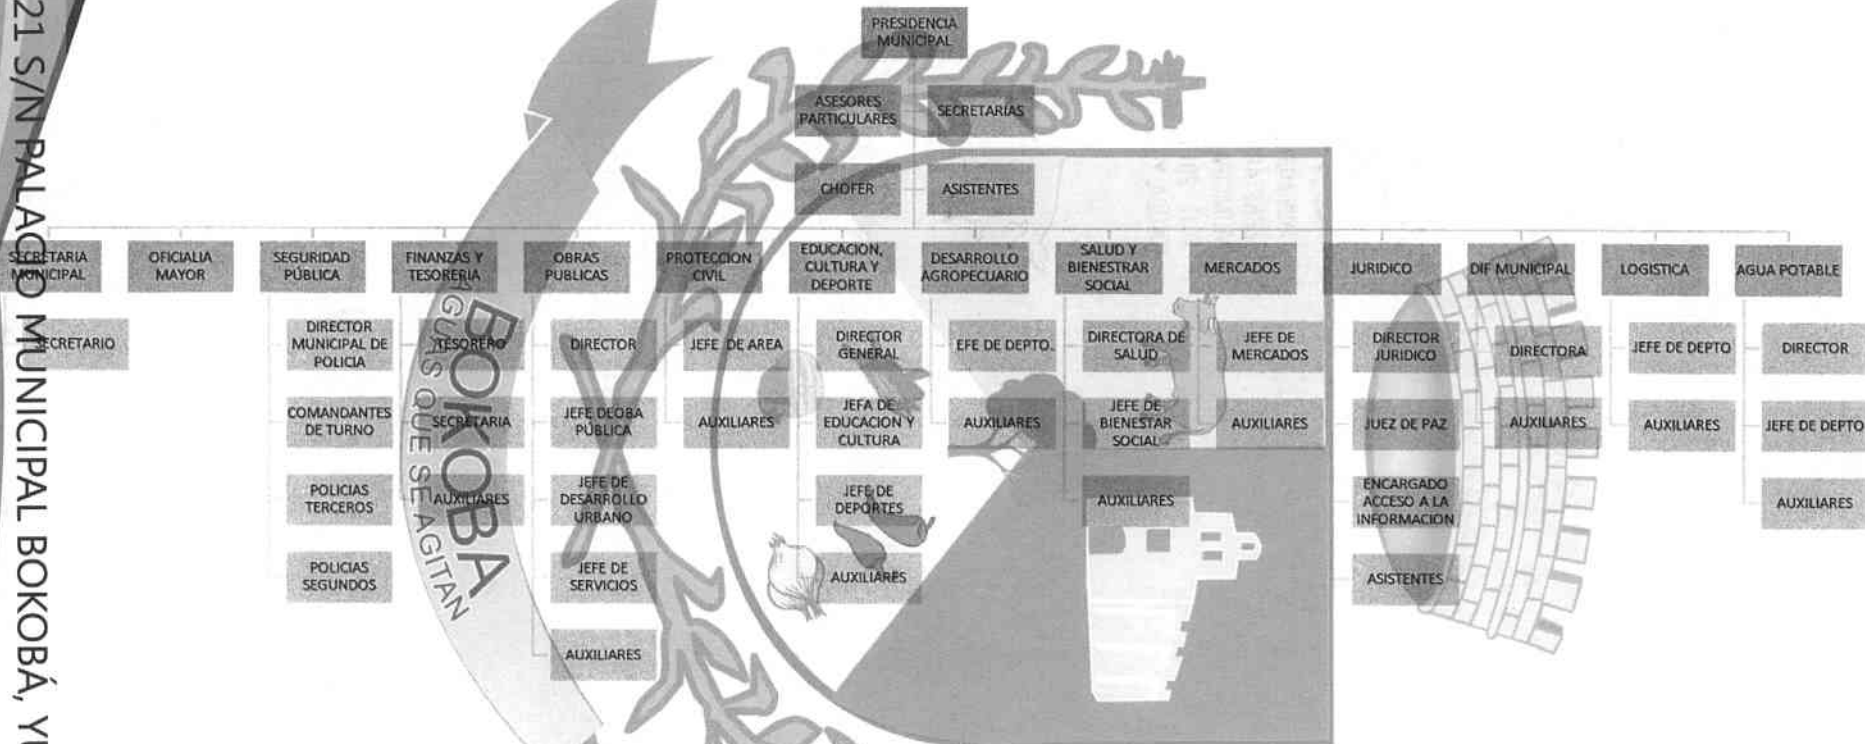 PRESIDENCIA
MUNICIPAL
ASESORES
PARTICULARES
SECRETARIAS
CHOFER
ASISTENTES
SECRETARIA
MUNICIPAL
SECRETARIO
OFICIALIA
MAYOR
SEGURIDAD
PÚBLICA
DIRECTOR
MUNICIPAL DE
POLICIA
COMANDANTES
DE TURNO
POLICIAS
TERCEROS
POLICIAS
SEGUNDOS
FINANZAS Y
TESORERIA
TESORERO
SECRETARIA
AUXILIARES
OBRAS
PUBLICAS
DIRECTOR
JEFE DEOBA
PÚBLICA
JEFE DE
DESARROLLO
URBANO
JEFE DE
SERVICIOS
AUXILIARES
PROTECCION
CIVIL
JEFE DE AREA
AUXILIARES
EDUCACION,
CULTURA Y
DEPORTE
DIRECTOR
GENERAL
JEFA DE
EDUCACION Y
CULTURA
JEFE DE
DEPORTES
AUXILIARES
DESARROLLO
AGROPECUARIO
EFE DE DEPTO.
AUXILIARES
SALUD Y
BIENESTRAR
SOCIAL
DIRECTORA DE
SALUD
JEFE DE
BIENESTAR
SOCIAL
AUXILIARES
MERCADOS
JEFE DE
MERCADOS
AUXILIARES
JURIDICO
DIRECTOR
JURIDICO
JUEZ DE PAZ
ENCARGADO
ACCESO A LA
INFORMACION
ASISTENTES
DIF MUNICIPAL
DIRECTORA
AUXILIARES
LOGISTICA
JEFE DE DEPTO
AUXILIARES
AGUA POTABLE
DIRECTOR
JEFE DE DEPTO
AUXILIARES
BOKOBA
AGUAS QUE SE AGITAN
21 S/N PALACIO MUNICIPAL BOKOBÁ, YU